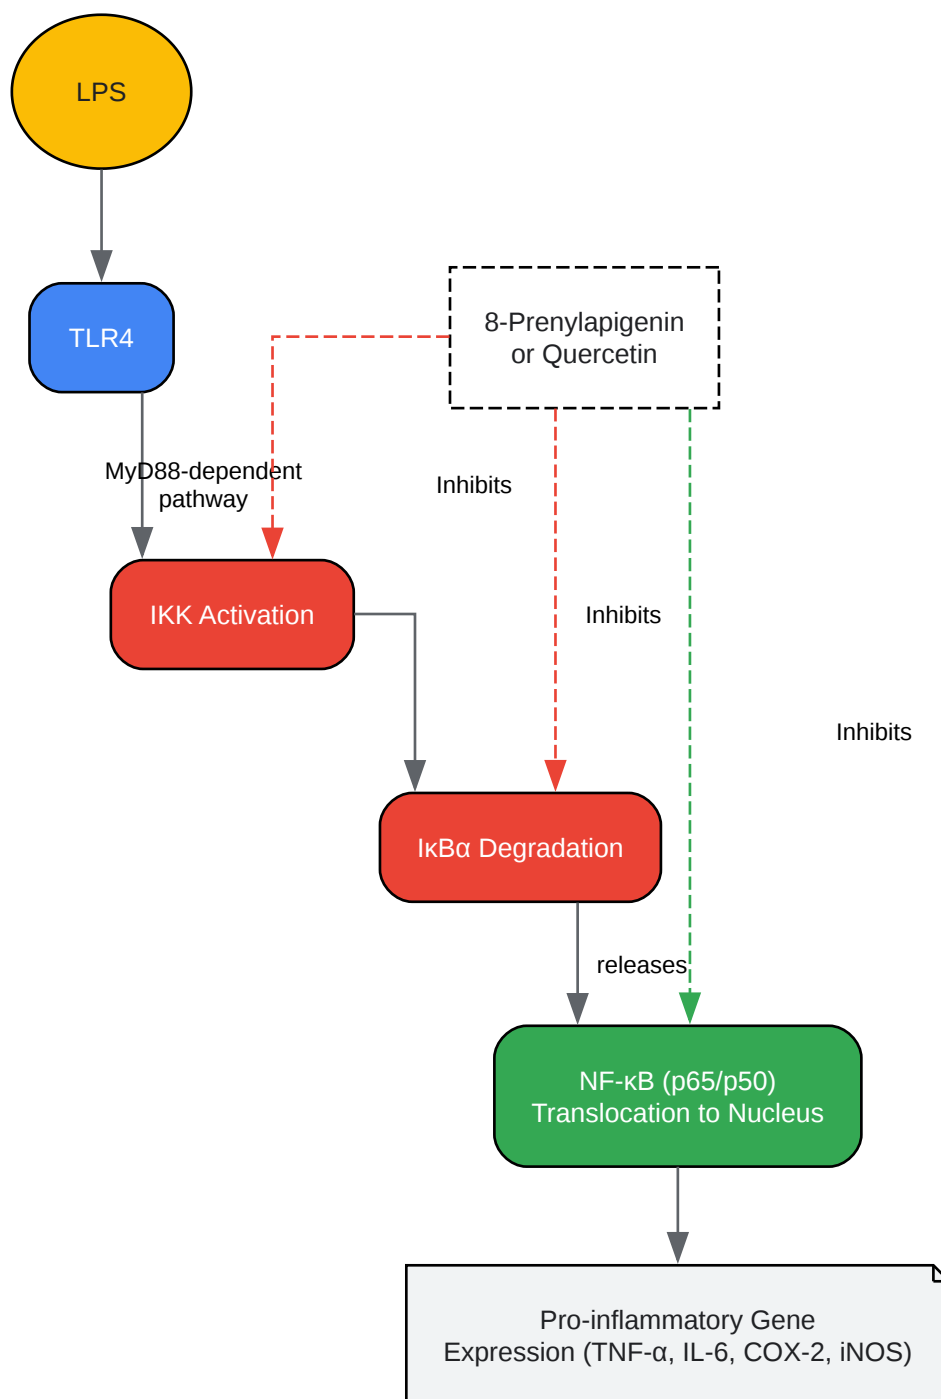 LPS
TLR4
8-Prenylapigenin
or Quercetin
MyD88-dependent
pathway
Inhibits
IKK Activation
Inhibits
Inhibits
IκBα Degradation
releases
NF-κB (p65/p50)
Translocation to Nucleus
Pro-inflammatory Gene
Expression (TNF-α, IL-6, COX-2, iNOS)